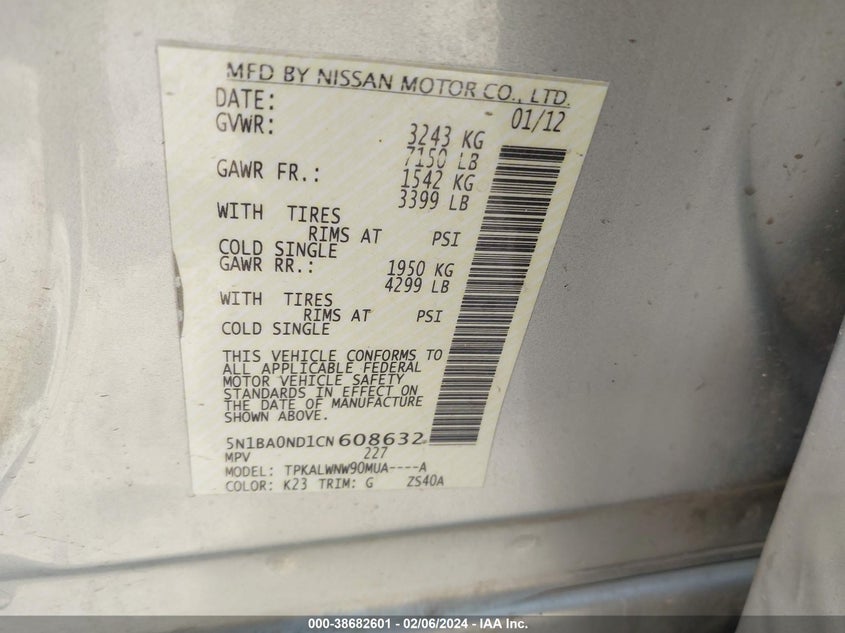 MFD BY NISSAN MOTOR CO., LTD.
DATE: 01/12
GVWR: 3243 KG
7150 LB
GAWR FR.: 1542 KG
3399 LB
WITH TIRES
RIMS AT PSI
COLD SINGLE
GAWR RR.: 1950 KG
4299 LB
WITH TIRES
RIMS AT PSI
COLD SINGLE
THIS VEHICLE CONFORMS TO
ALL APPLICABLE FEDERAL
MOTOR VEHICLE SAFETY
STANDARDS IN EFFECT ON
THE DATE OF MANUFACTURE
SHOWN ABOVE.
5N1BA0ND1CN608632
MPV 227
MODEL: TPKALWNW90MUA----A
COLOR: K23 TRIM: G ZS40A
000-38682601 - 02/06/2024 - IAA Inc.